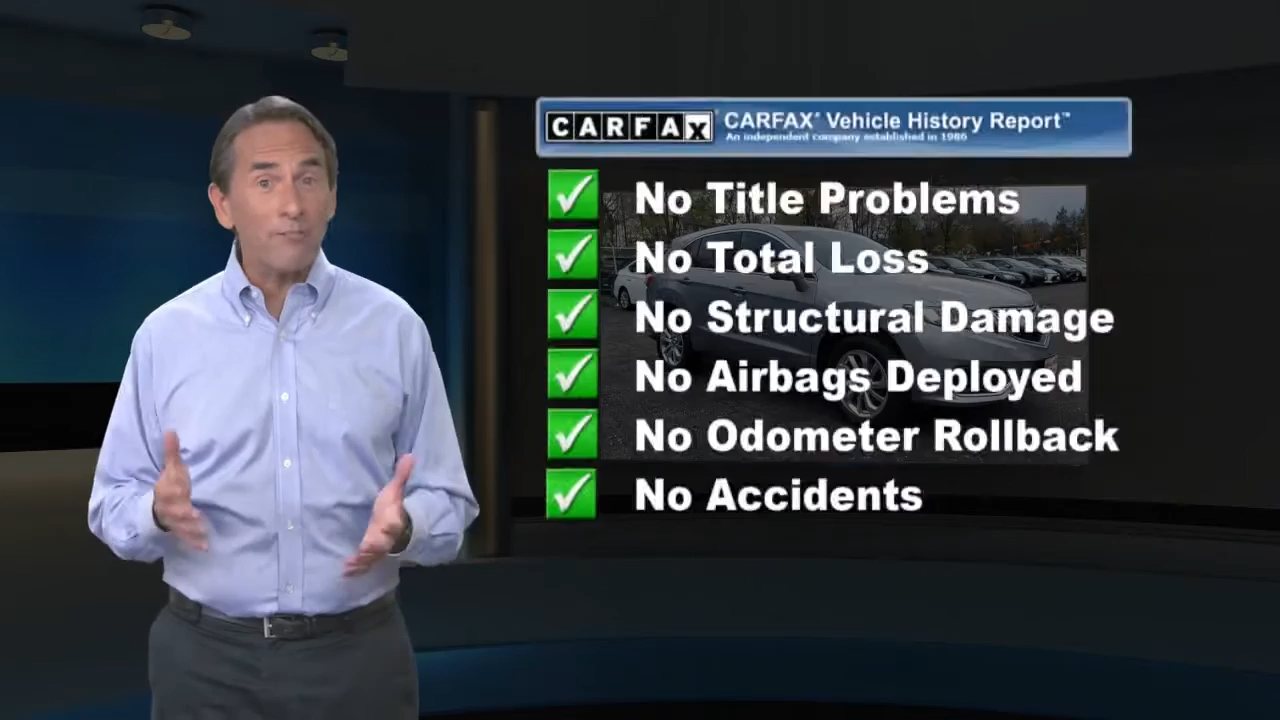 CARFAX
CARFAX® Vehicle History Report™
An independent company established in 1986
No Title Problems
No Total Loss
No Structural Damage
No Airbags Deployed
No Odometer Rollback
No Accidents